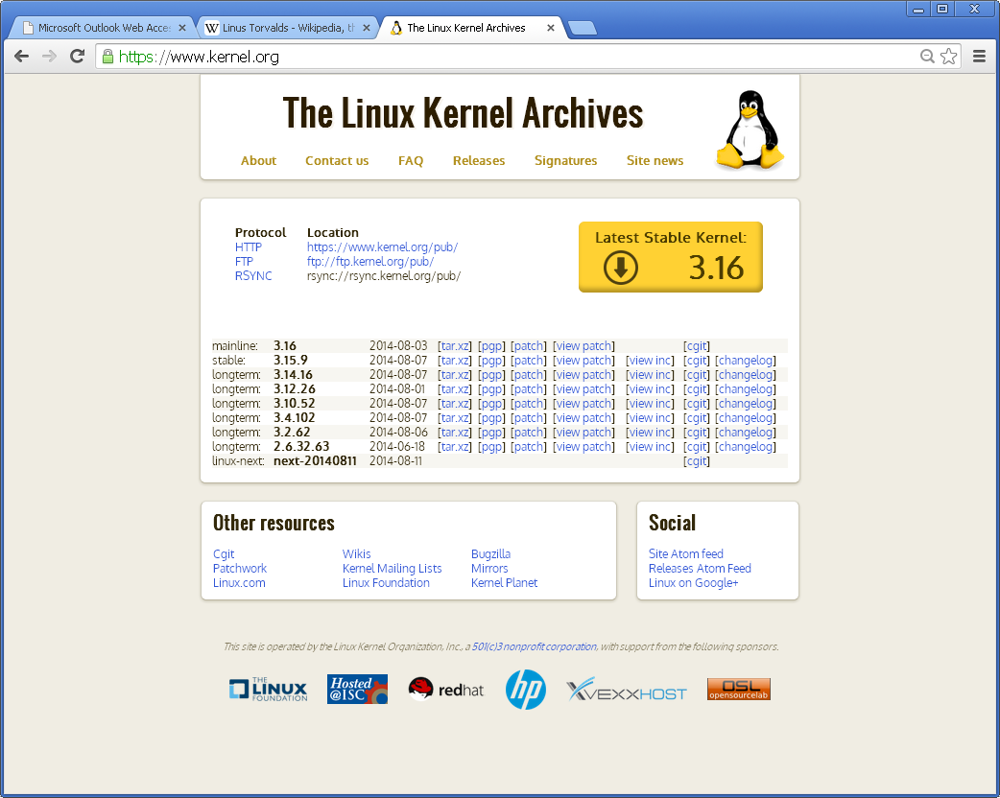 Microsoft Outlook Web Acces
Linus Torvalds - Wikipedia, th
The Linux Kernel Archives
https://www.kernel.org
The Linux Kernel Archives
About Contact us FAQ Releases Signatures Site news
Protocol Location
HTTP https://www.kernel.org/pub/
FTP ftp://ftp.kernel.org/pub/
RSYNC rsync://rsync.kernel.org/pub/
Latest Stable Kernel:
3.16
mainline: 3.16 2014-08-03 [tar.xz] [pgp] [patch] [view patch] [cgit]
stable: 3.15.9 2014-08-07 [tar.xz] [pgp] [patch] [view patch] [view inc] [cgit] [changelog]
longterm: 3.14.16 2014-08-07 [tar.xz] [pgp] [patch] [view patch] [view inc] [cgit] [changelog]
longterm: 3.12.26 2014-08-01 [tar.xz] [pgp] [patch] [view patch] [view inc] [cgit] [changelog]
longterm: 3.10.52 2014-08-07 [tar.xz] [pgp] [patch] [view patch] [view inc] [cgit] [changelog]
longterm: 3.4.102 2014-08-07 [tar.xz] [pgp] [patch] [view patch] [view inc] [cgit] [changelog]
longterm: 3.2.62 2014-08-06 [tar.xz] [pgp] [patch] [view patch] [view inc] [cgit] [changelog]
longterm: 2.6.32.63 2014-06-18 [tar.xz] [pgp] [patch] [view patch] [view inc] [cgit] [changelog]
linux-next: next-20140811 2014-08-11 [cgit]
Other resources
Cgit Wikis Bugzilla
Patchwork Kernel Mailing Lists Mirrors
Linux.com Linux Foundation Kernel Planet
Social
Site Atom feed
Releases Atom Feed
Linux on Google+
This site is operated by the Linux Kernel Organization, Inc., a 501(c)3 nonprofit corporation, with support from the following sponsors.
THE
LINUX
FOUNDATION
Hosted
@ISC
redhat
hp
VEXXHOST
OSL
opensourcelab